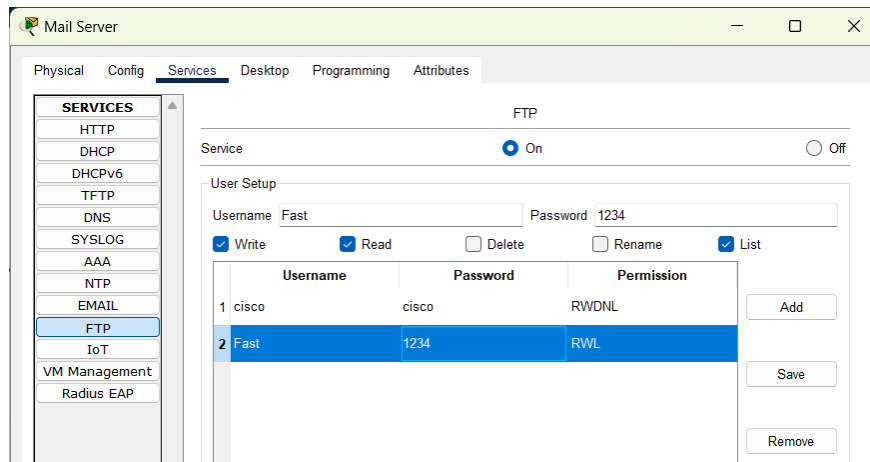 Mail Server
Physical Config Services Desktop Programming Attributes
SERVICES
HTTP
DHCP
DHCPv6
TFTP
DNS
SYSLOG
AAA
NTP
EMAIL
FTP
IoT
VM Management
Radius EAP
FTP
Service On Off
User Setup
Username Fast Password 1234
Write Read Delete Rename List
Username Password Permission
1 cisco cisco RWDNL
2 Fast 1234 RWL
Add
Save
Remove